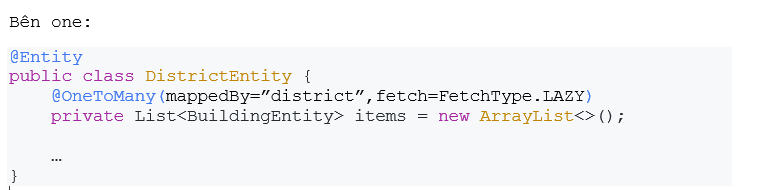 Bên one:
@Entity
public class DistrictEntity {
    @OneToMany(mappedBy=”district”,fetch=FetchType.LAZY)
    private List<BuildingEntity> items = new ArrayList<>();
    …
}